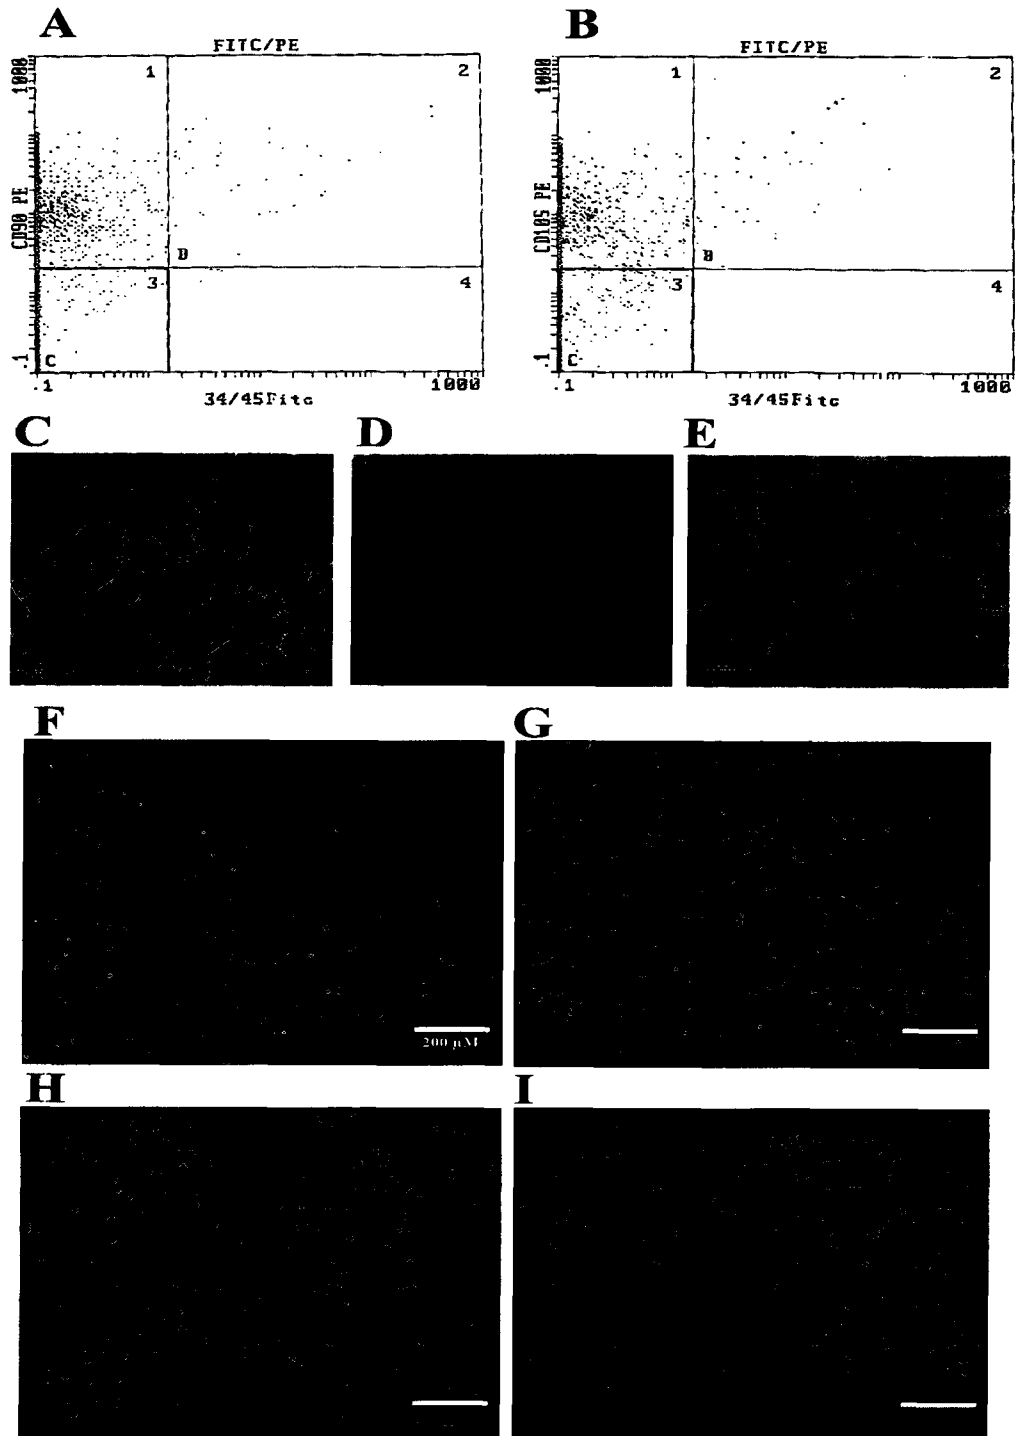 A
B
FITC/PE
FITC/PE
1
2
1
2
1000
1000
CD90 PE
CD105 PE
D
3
4
3
4
.1
C
.1
C
.1
1000
.1
1000
34/45Fitc
34/45Fitc
C
D
E
F
G
200 µM
H
I